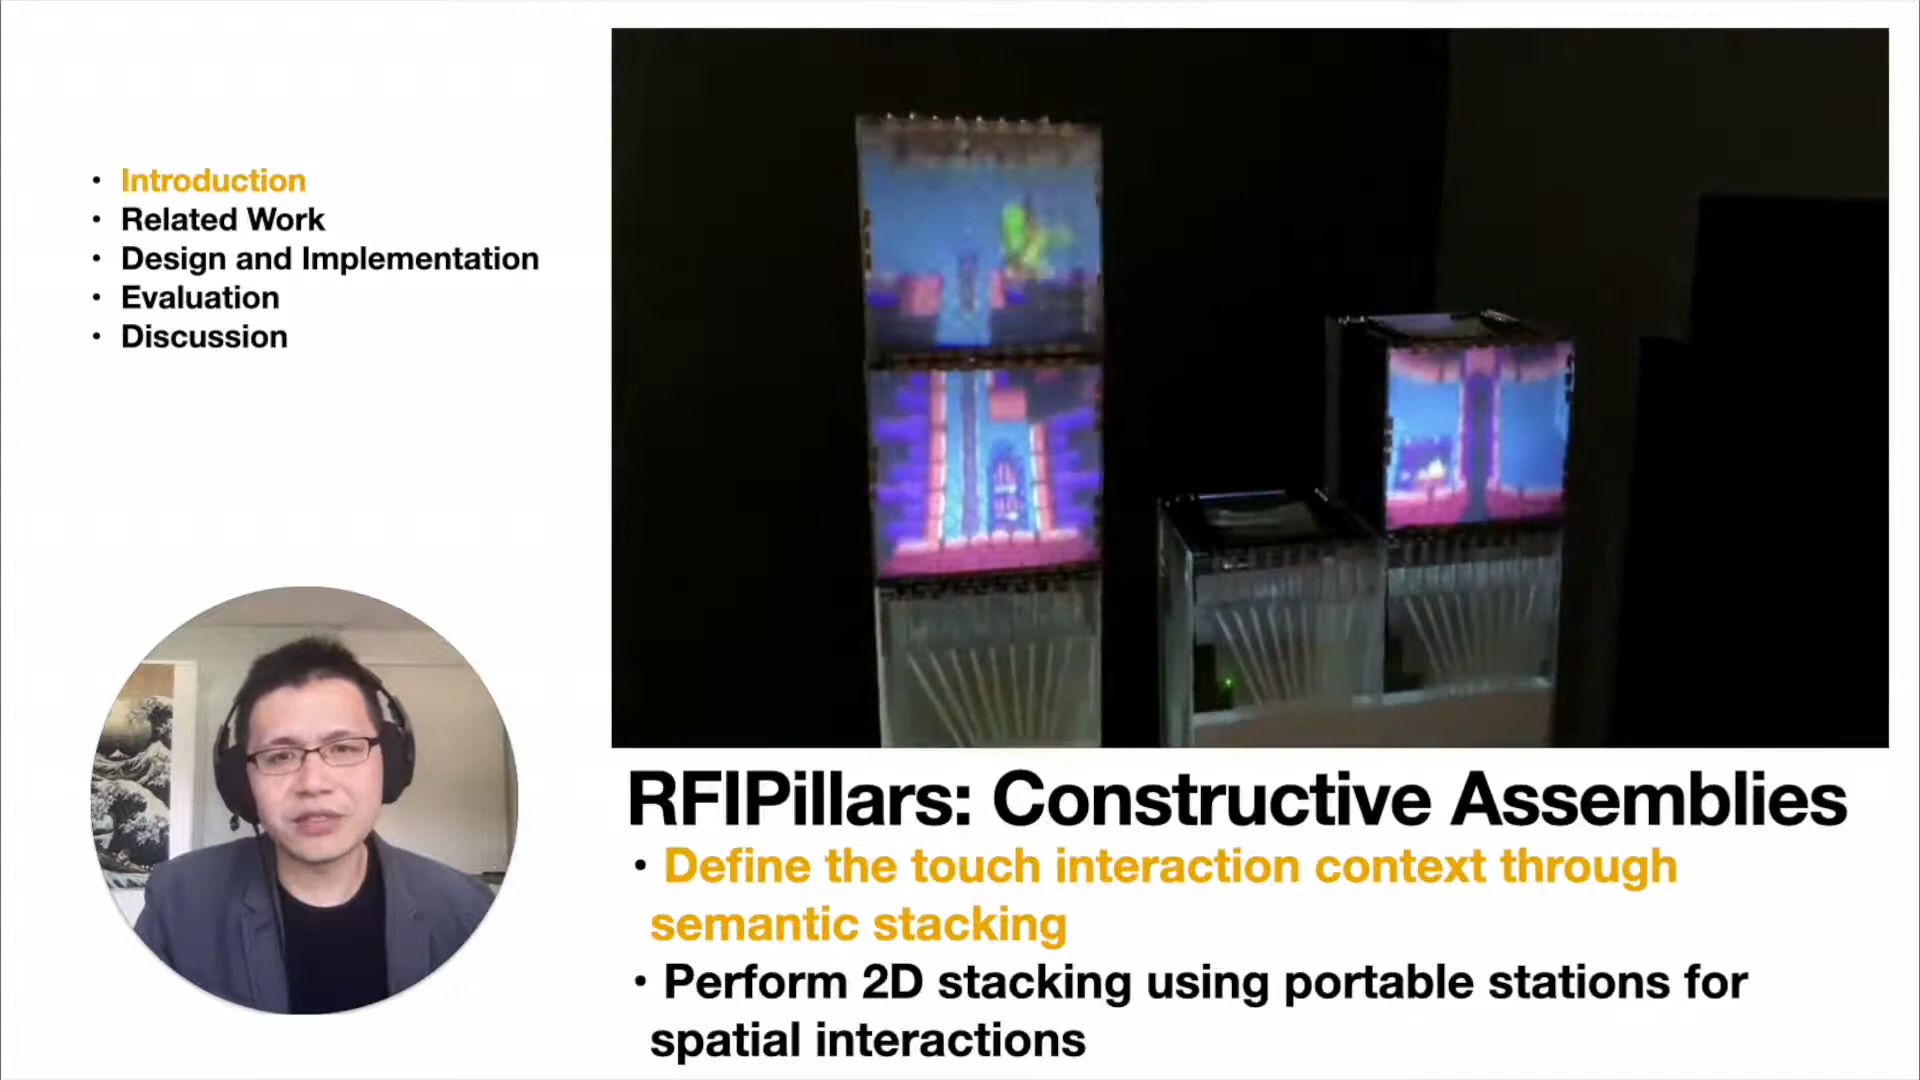 • Introduction
• Related Work
• Design and Implementation
• Evaluation
• Discussion
RFIPillars: Constructive Assemblies
• Define the touch interaction context through
semantic stacking
• Perform 2D stacking using portable stations for
spatial interactions